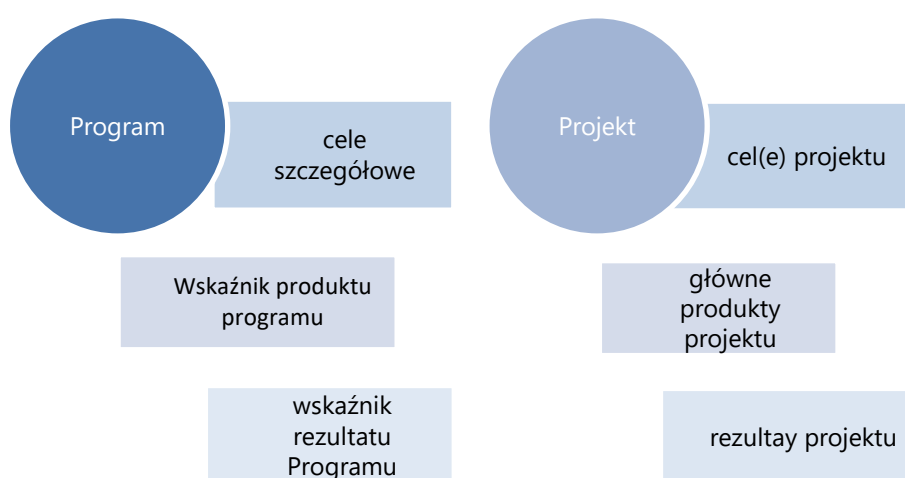 Program
cele
szczegółowe
Wskaźnik produktu
programu
wskaźnik
rezultatu
Programu
Projekt
cel(e) projektu
główne
produkty
projektu
rezultay projektu